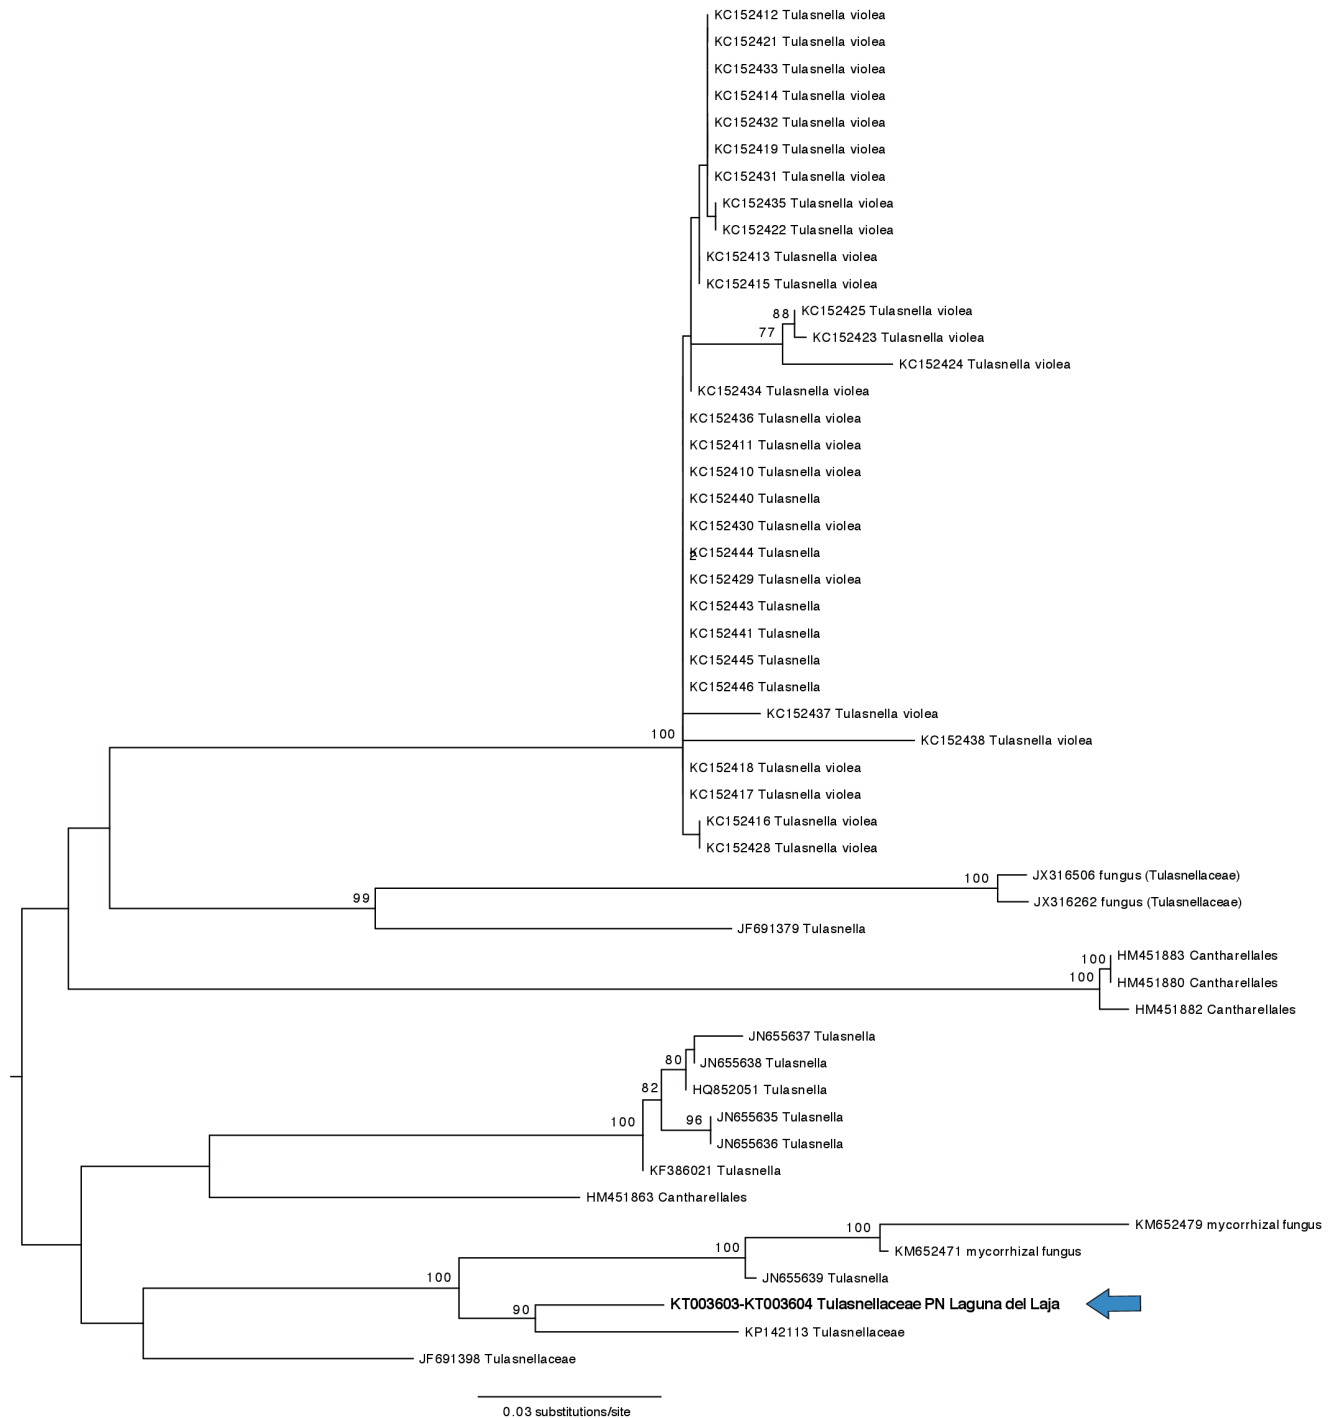 KC152412 Tulasnella violea
KC152421 Tulasnella violea
KC152433 Tulasnella violea
KC152414 Tulasnella violea
KC152432 Tulasnella violea
KC152419 Tulasnella violea
KC152431 Tulasnella violea
KC152435 Tulasnella violea
KC152422 Tulasnella violea
KC152413 Tulasnella violea
KC152415 Tulasnella violea
88 KC152425 Tulasnella violea
77 KC152423 Tulasnella violea
KC152424 Tulasnella violea
KC152434 Tulasnella violea
KC152436 Tulasnella violea
KC152411 Tulasnella violea
KC152410 Tulasnella violea
KC152440 Tulasnella
KC152430 Tulasnella violea
KC152444 Tulasnella
2
KC152429 Tulasnella violea
KC152443 Tulasnella
KC152441 Tulasnella
KC152445 Tulasnella
KC152446 Tulasnella
KC152437 Tulasnella violea
100 KC152438 Tulasnella violea
KC152418 Tulasnella violea
KC152417 Tulasnella violea
KC152416 Tulasnella violea
KC152428 Tulasnella violea
100 JX316506 fungus (Tulasnellaceae)
99 JX316262 fungus (Tulasnellaceae)
JF691379 Tulasnella
100 HM451883 Cantharellales
100 HM451880 Cantharellales
HM451882 Cantharellales
JN655637 Tulasnella
80 JN655638 Tulasnella
82 HQ852051 Tulasnella
100 96 JN655635 Tulasnella
JN655636 Tulasnella
KF386021 Tulasnella
HM451863 Cantharellales
100 KM652479 mycorrhizal fungus
100 KM652471 mycorrhizal fungus
100 JN655639 Tulasnella
90 KT003603-KT003604 Tulasnellaceae PN Laguna del Laja
KP142113 Tulasnellaceae
JF691398 Tulasnellaceae
0.03 substitutions/site